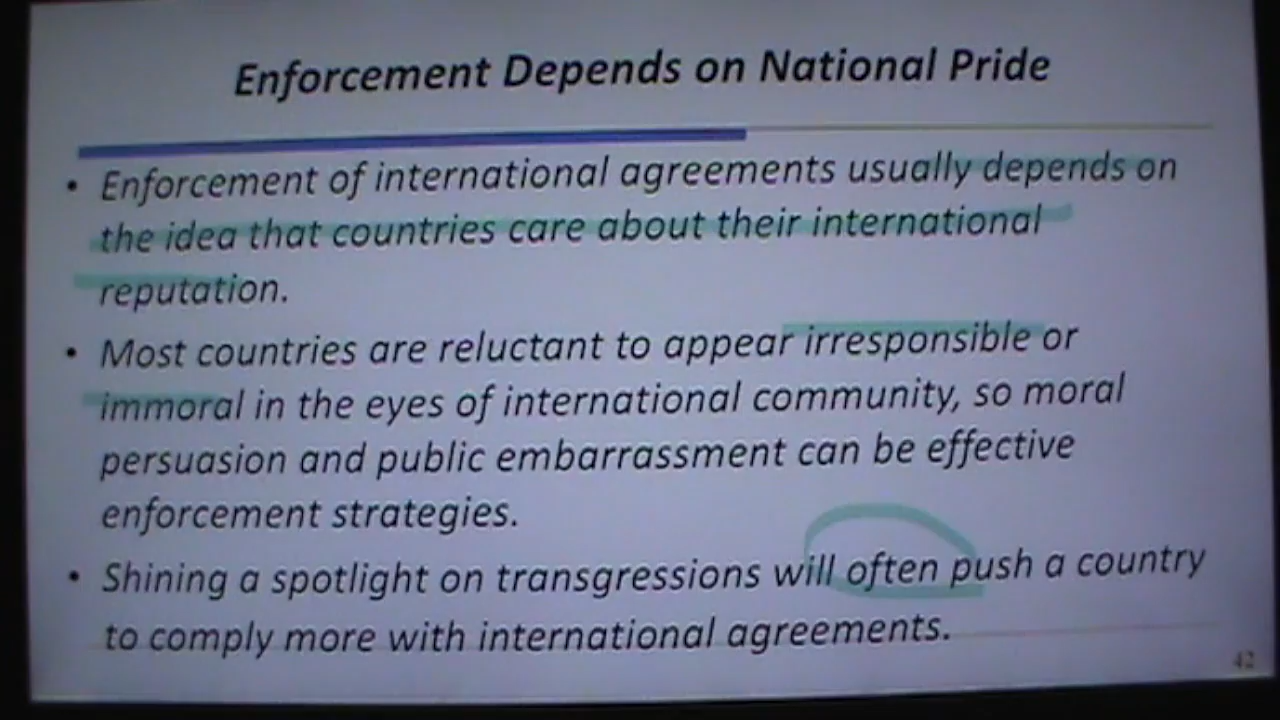 Enforcement Depends on National Pride
• Enforcement of international agreements usually depends on
the idea that countries care about their international
reputation.
• Most countries are reluctant to appear irresponsible or
immoral in the eyes of international community, so moral
persuasion and public embarrassment can be effective
enforcement strategies.
• Shining a spotlight on transgressions will often push a country
to comply more with international agreements.
42